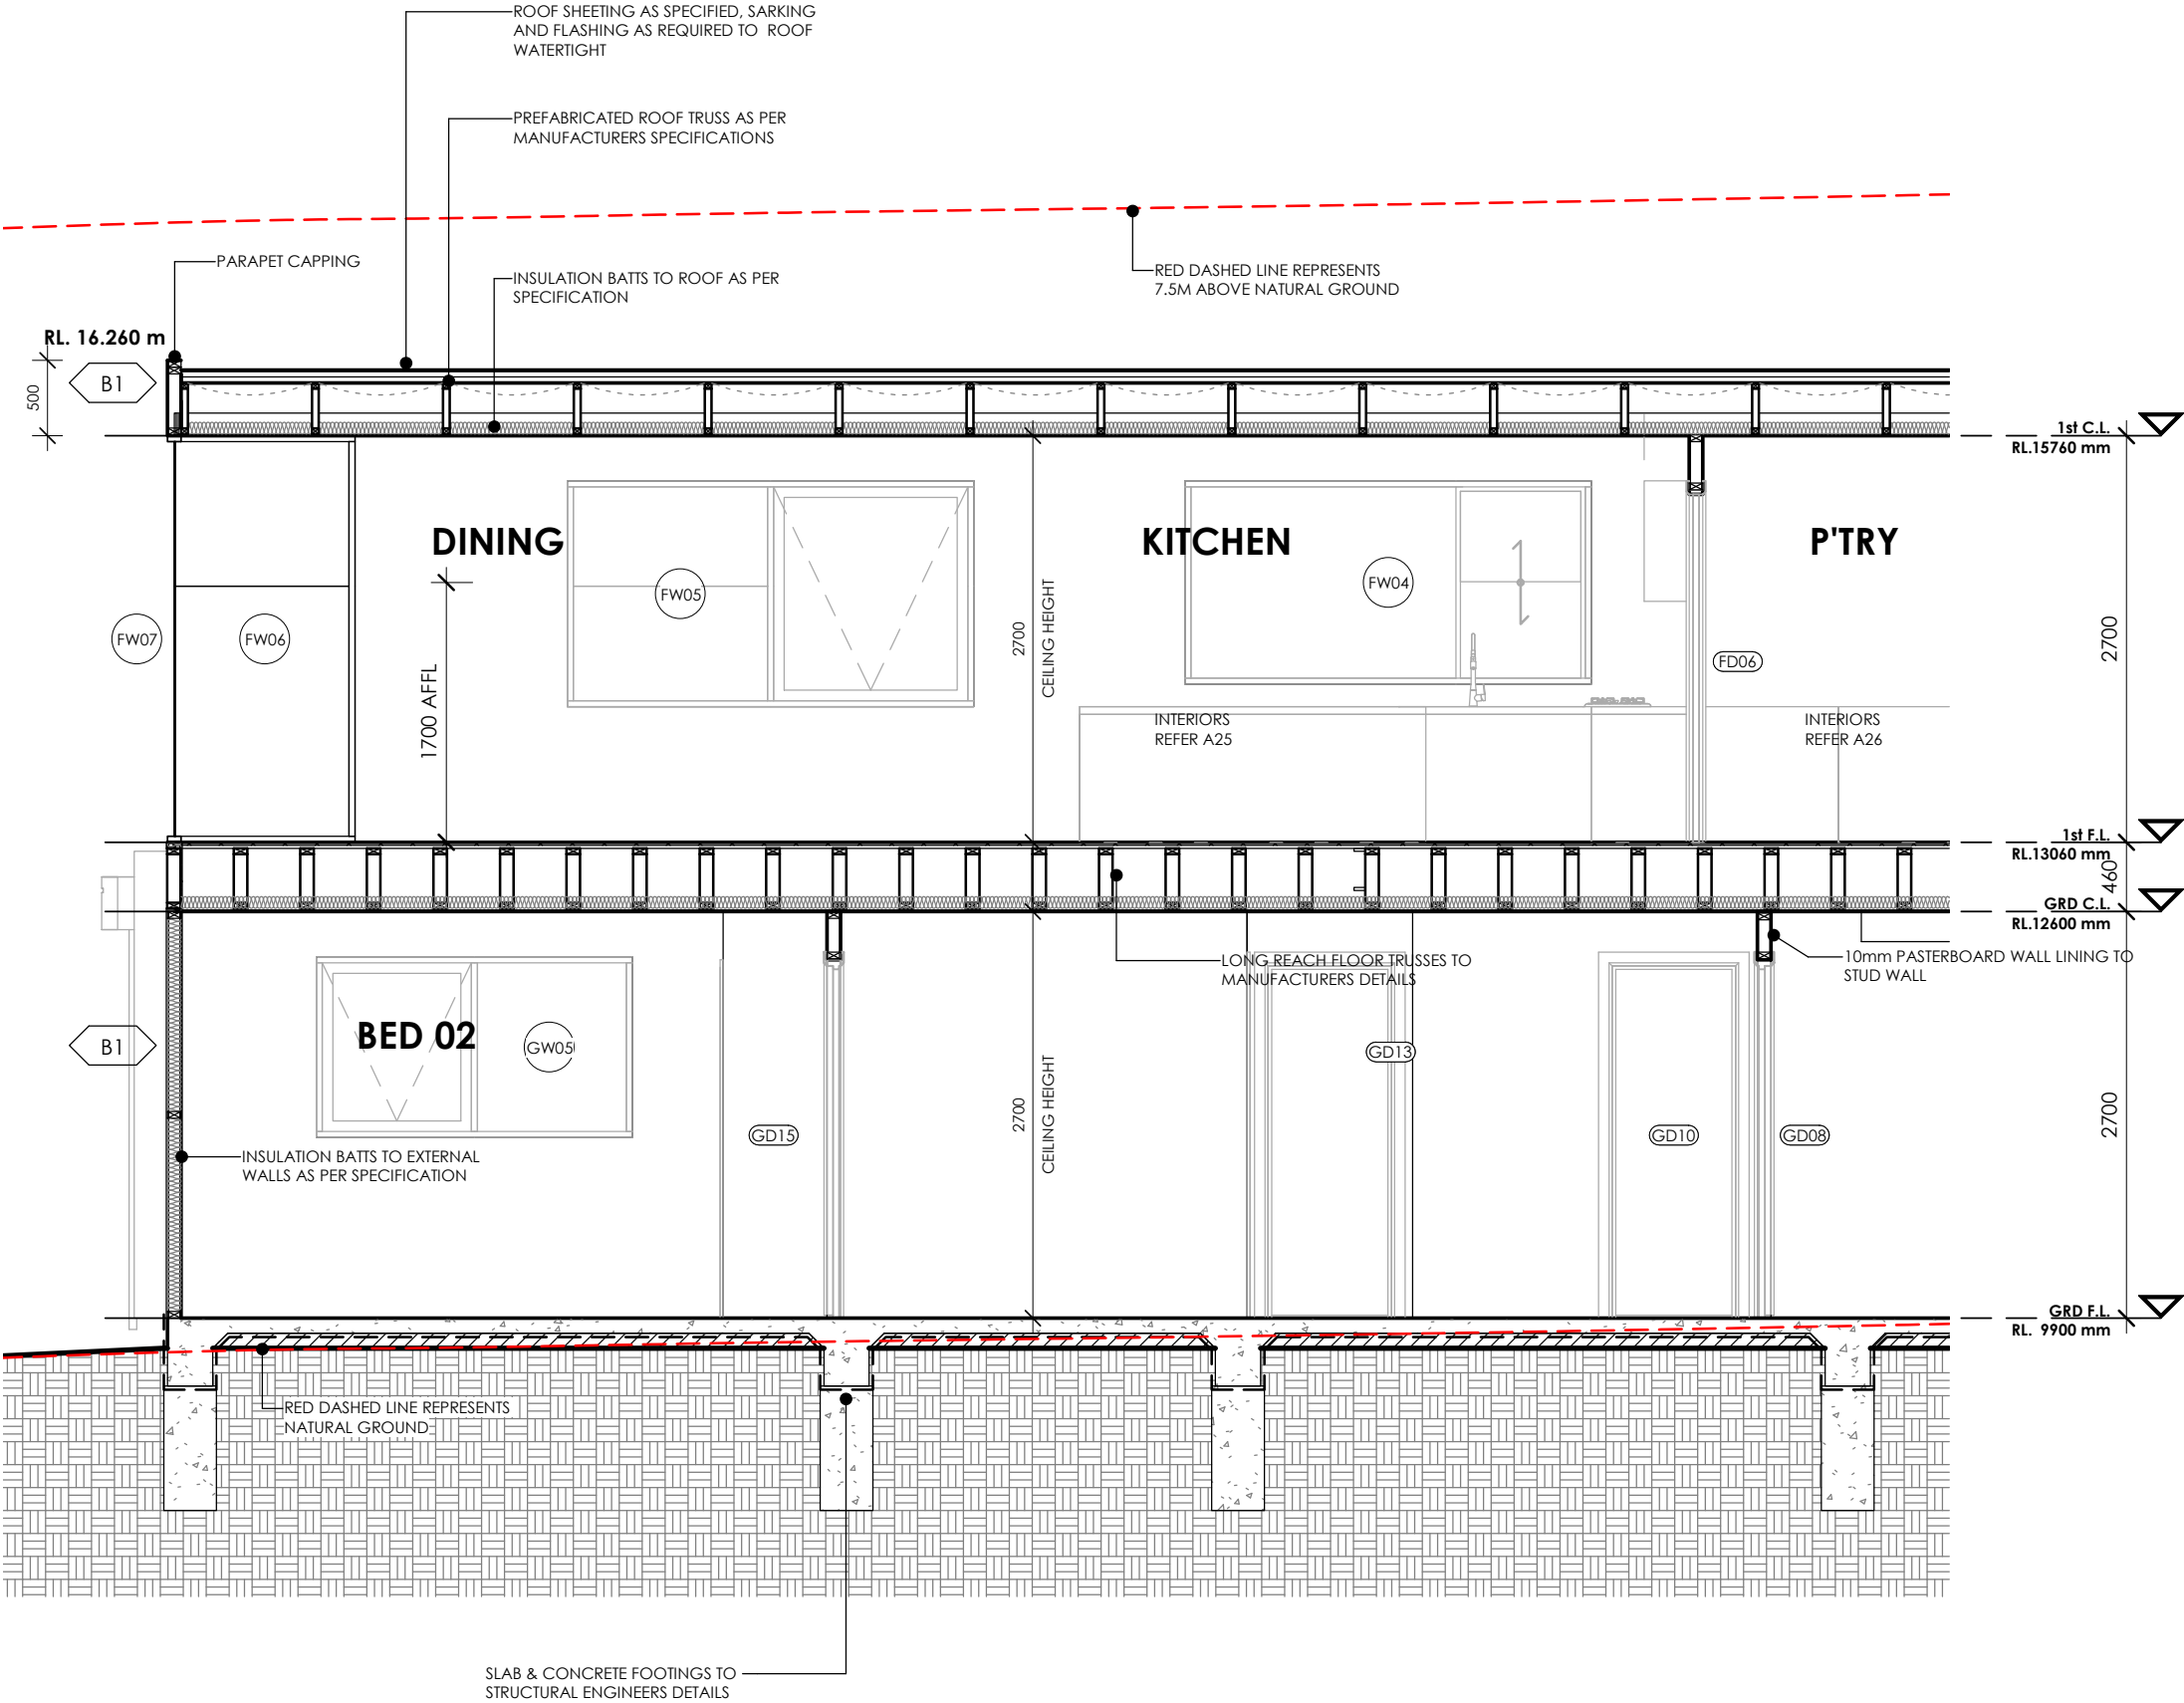 ROOF SHEETING AS SPECIFIED, SARKING
AND FLASHING AS REQUIRED TO ROOF
WATERTIGHT
PREFABRICATED ROOF TRUSS AS PER
MANUFACTURERS SPECIFICATIONS
PARAPET CAPPING
INSULATION BATTS TO ROOF AS PER
SPECIFICATION
RED DASHED LINE REPRESENTS
7.5M ABOVE NATURAL GROUND
RL. 16.260 m
500
B1
1st C.L.
RL.15760 mm
DINING
KITCHEN
P'TRY
FW05
FW04
FW07
FW06
1700 AFFL
2700
CEILING HEIGHT
FD06
2700
INTERIORS
REFER A25
INTERIORS
REFER A26
1st F.L.
RL.13060 mm
460
GRD C.L.
RL.12600 mm
LONG REACH FLOOR TRUSSES TO
MANUFACTURERS DETAILS
10mm PASTERBOARD WALL LINING TO
STUD WALL
BED 02
GW05
B1
GD13
2700
CEILING HEIGHT
GD15
GD10
GD08
2700
INSULATION BATTS TO EXTERNAL
WALLS AS PER SPECIFICATION
GRD F.L.
RL. 9900 mm
RED DASHED LINE REPRESENTS
NATURAL GROUND
SLAB & CONCRETE FOOTINGS TO
STRUCTURAL ENGINEERS DETAILS